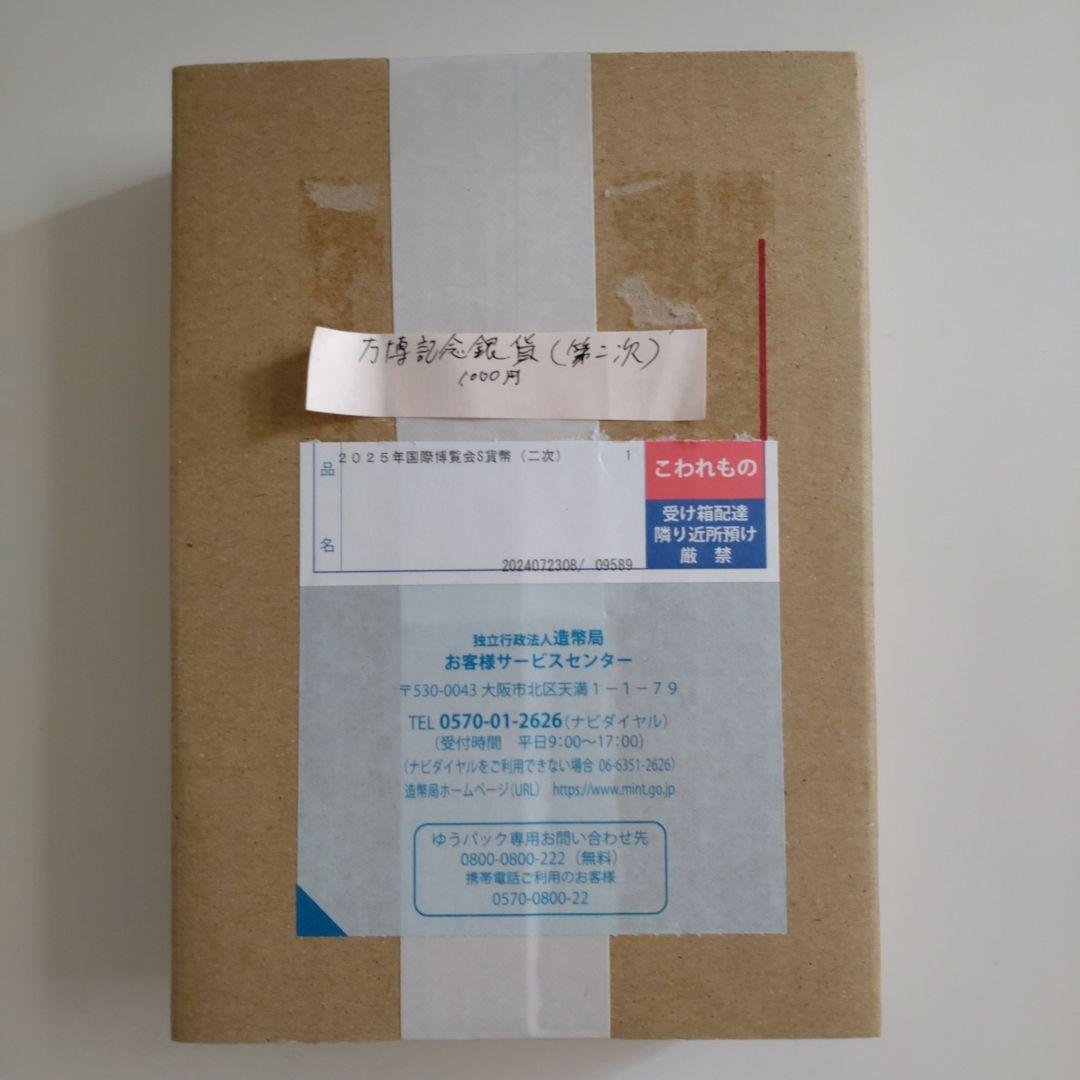 万博記念銀貨(第二次)
1000円
品名
2025年国際博覧会S貨幣(二次) 1
2024072308/ 09589
こわれもの
受け箱配達
隣り近所預け
厳 禁
独立行政法人造幣局
お客様サービスセンター
〒530-0043 大阪市北区天満1-1-79
TEL 0570-01-2626(ナビダイヤル)
(受付時間 平日9:00~17:00)
(ナビダイヤルをご利用できない場合 06-6351-2626)
造幣局ホームページ(URL) https://www.mint.go.jp
ゆうパック専用お問い合わせ先
0800-0800-222(無料)
携帯電話ご利用のお客様
0570-0800-22